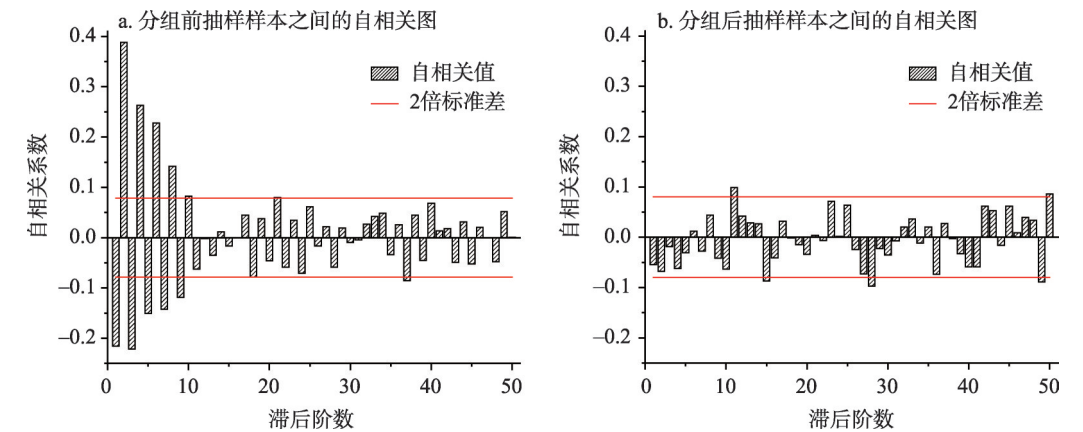 a. 分组前抽样样本之间的自相关图
0.4
0.3
0.2
0.1
0.0
–0.1
–0.2
自相关系数
自相关值
2倍标准差
0 10 20 30 40 50
滞后阶数
b. 分组后抽样样本之间的自相关图
0.4
0.3
0.2
0.1
0.0
–0.1
–0.2
自相关系数
自相关值
2倍标准差
0 10 20 30 40 50
滞后阶数